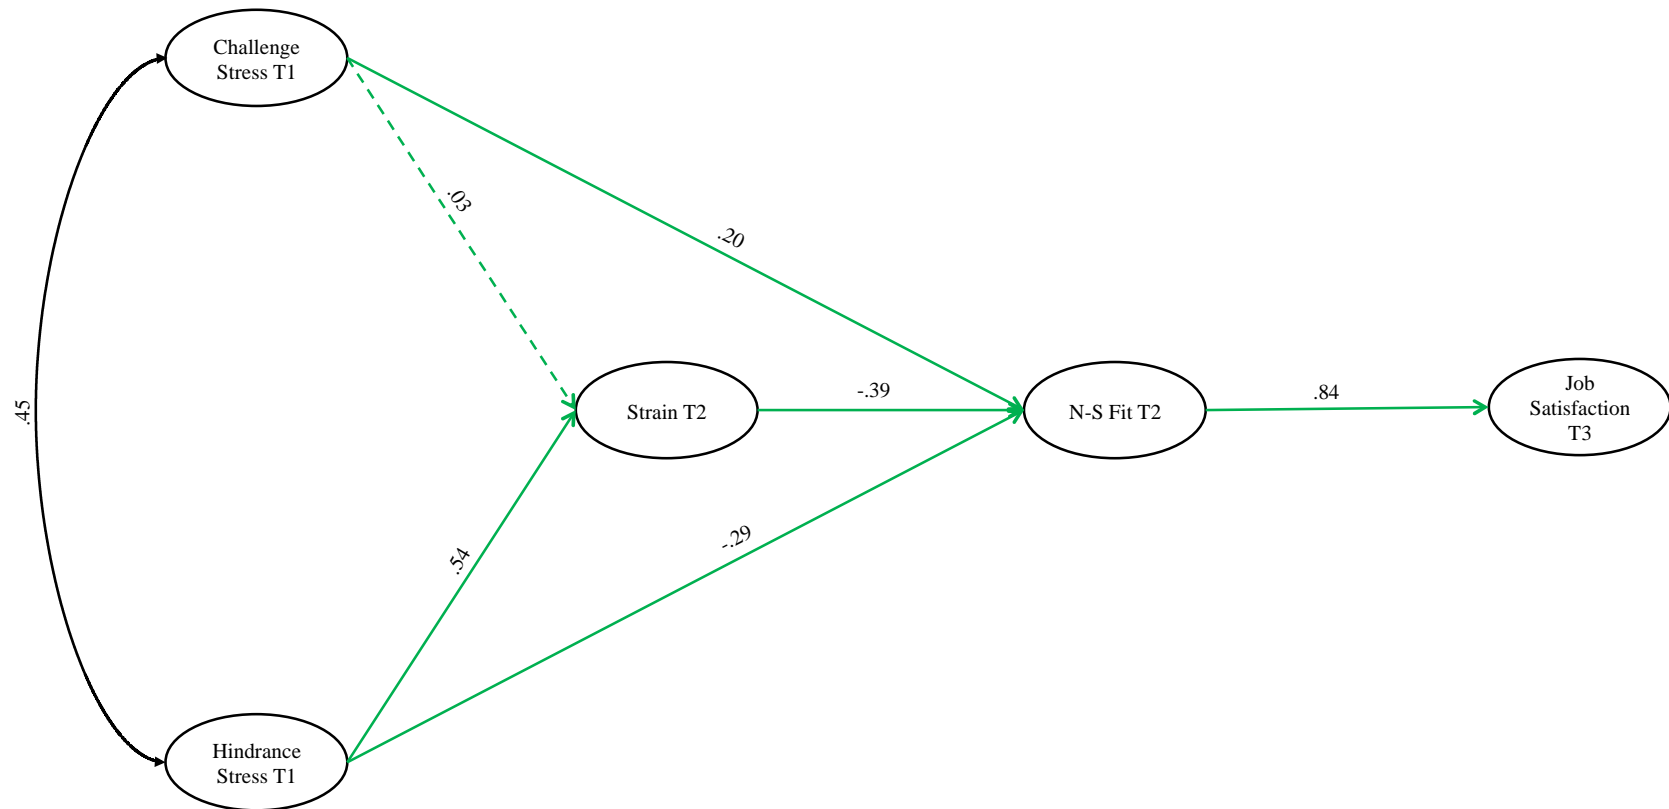 Challenge
Stress T1
.03
.20
.45
Strain T2
-.39
N-S Fit T2
.84
Job
Satisfaction
T3
.54
-.29
Hindrance
Stress T1